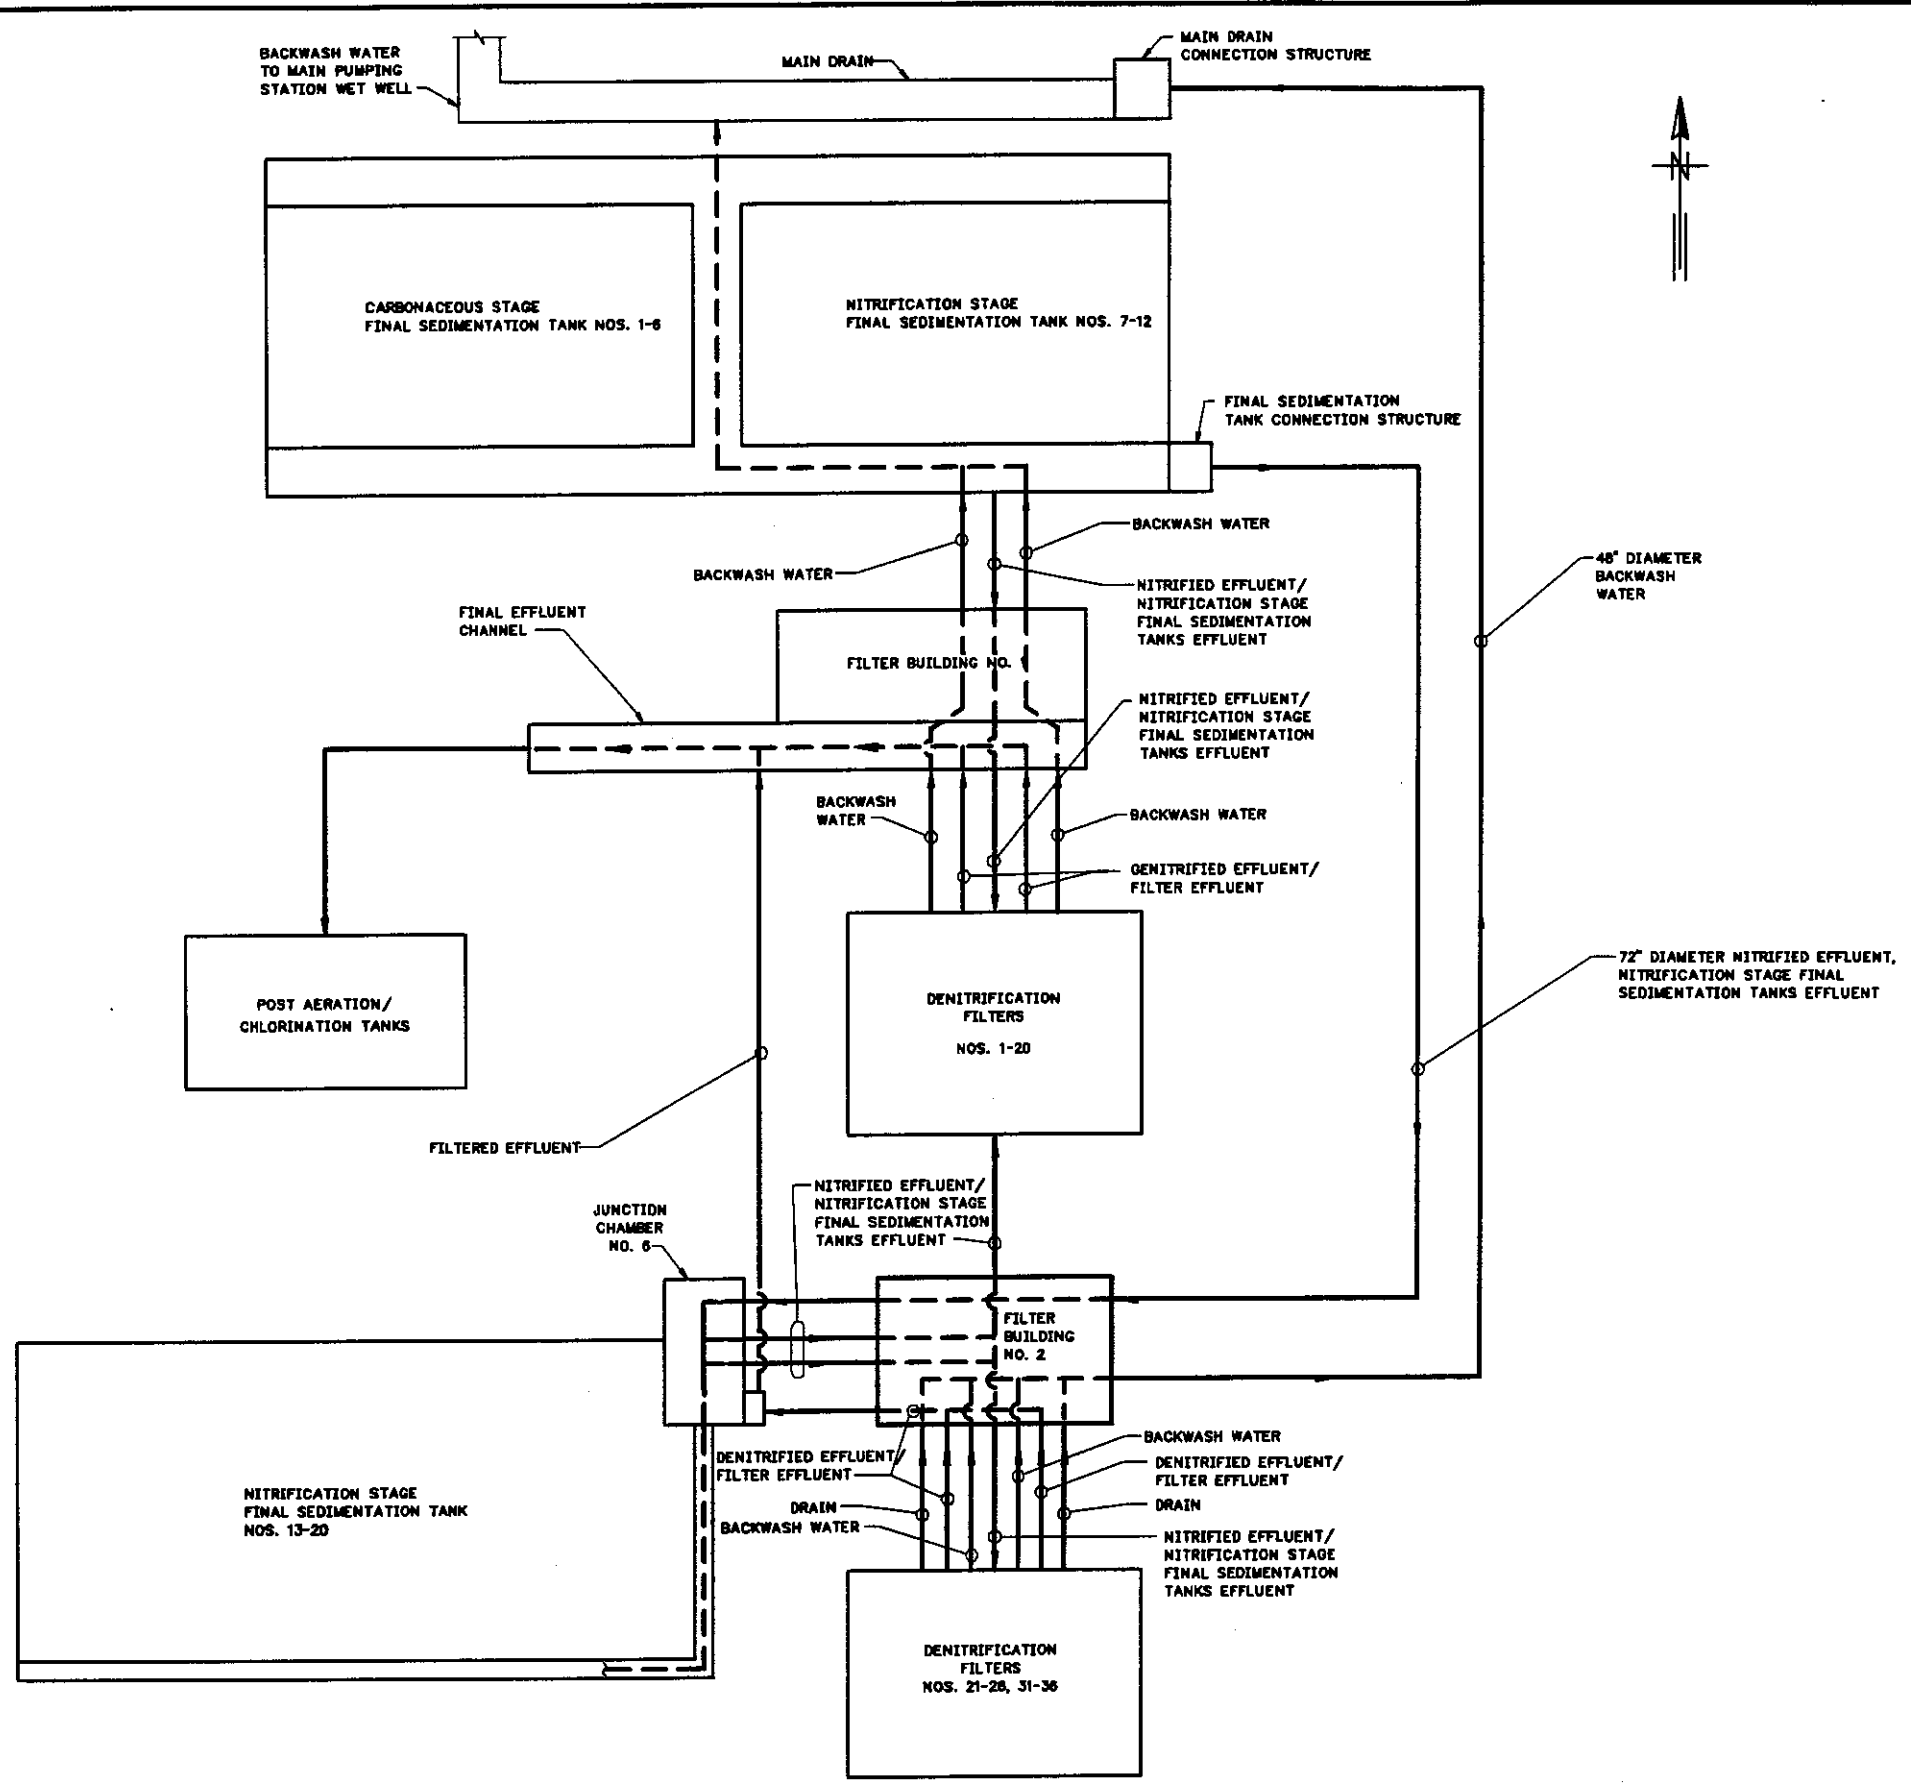 BACKWASH WATER
TO MAIN PUMPING
STATION WET WELL
MAIN DRAIN
MAIN DRAIN
CONNECTION STRUCTURE
N
CARBONACEOUS STAGE
FINAL SEDIMENTATION TANK NOS. 1-6
NITRIFICATION STAGE
FINAL SEDIMENTATION TANK NOS. 7-12
FINAL SEDIMENTATION
TANK CONNECTION STRUCTURE
BACKWASH WATER
BACKWASH WATER
48" DIAMETER
BACKWASH
WATER
NITRIFIED EFFLUENT/
NITRIFICATION STAGE
FINAL SEDIMENTATION
TANKS EFFLUENT
FINAL EFFLUENT
CHANNEL
FILTER BUILDING NO.
NITRIFIED EFFLUENT/
NITRIFICATION STAGE
FINAL SEDIMENTATION
TANKS EFFLUENT
BACKWASH
WATER
BACKWASH WATER
DENITRIFIED EFFLUENT/
FILTER EFFLUENT
POST AERATION/
CHLORINATION TANKS
DENITRIFICATION
FILTERS
NOS. 1-20
72" DIAMETER NITRIFIED EFFLUENT,
NITRIFICATION STAGE FINAL
SEDIMENTATION TANKS EFFLUENT
FILTERED EFFLUENT
NITRIFIED EFFLUENT/
NITRIFICATION STAGE
FINAL SEDIMENTATION
TANKS EFFLUENT
JUNCTION
CHAMBER
NO. 6
FILTER
BUILDING
NO. 2
DENITRIFIED EFFLUENT/
FILTER EFFLUENT
BACKWASH WATER
DENITRIFIED EFFLUENT/
FILTER EFFLUENT
NITRIFICATION STAGE
FINAL SEDIMENTATION TANK
NOS. 13-20
DRAIN
BACKWASH WATER
DRAIN
NITRIFIED EFFLUENT/
NITRIFICATION STAGE
FINAL SEDIMENTATION
TANKS EFFLUENT
DENITRIFICATION
FILTERS
NOS. 21-28, 31-38